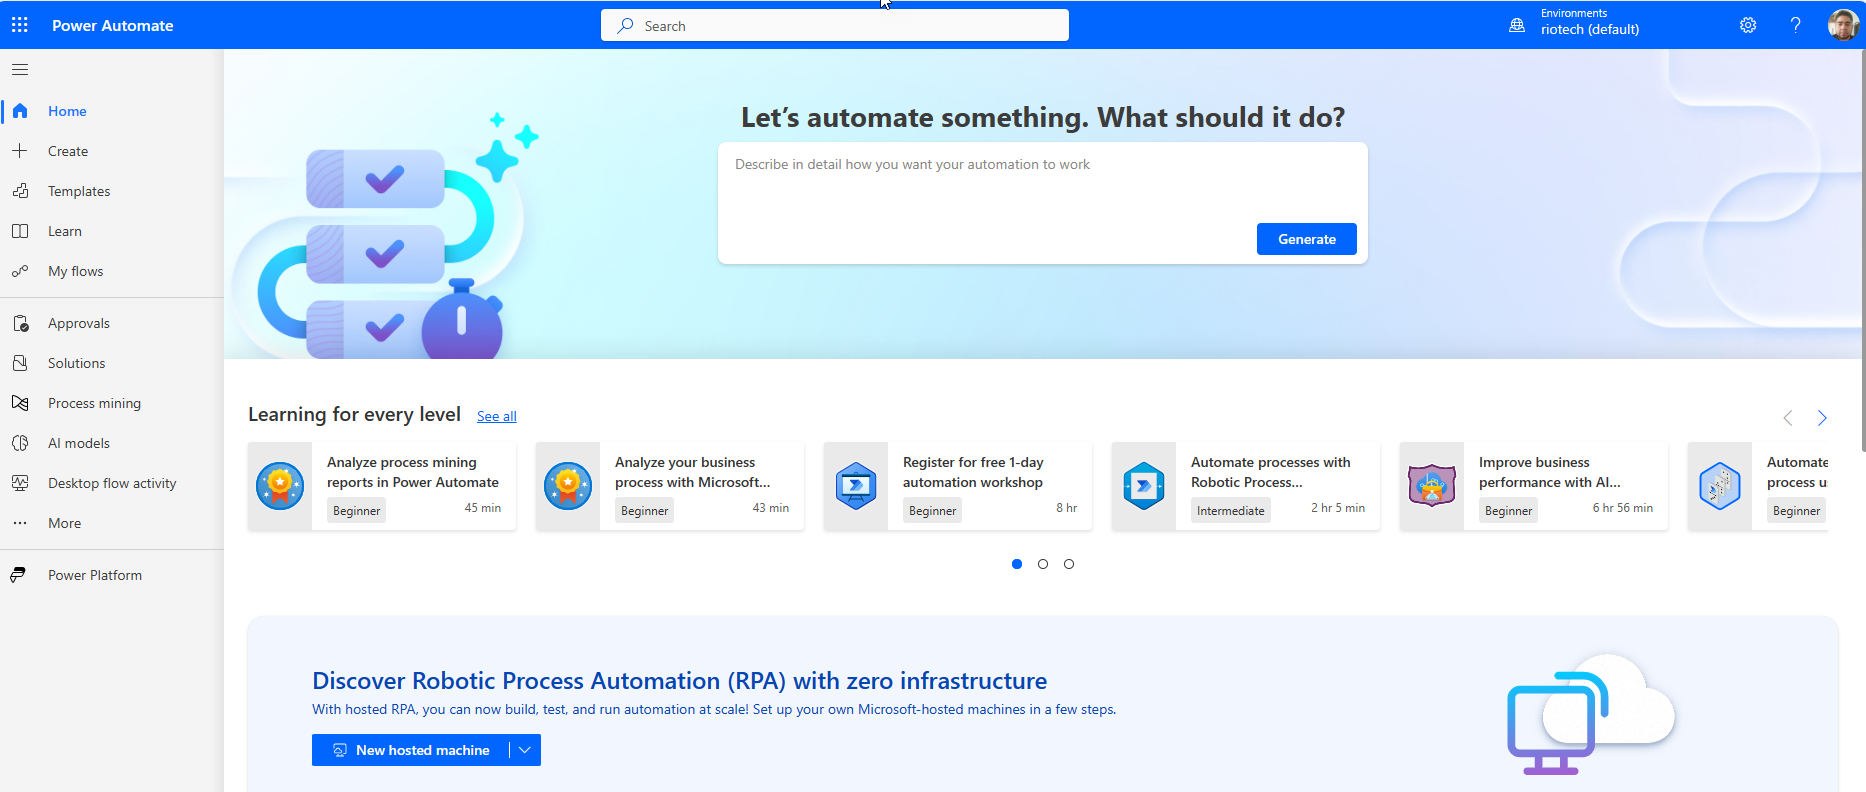 Power Automate
Search
Environments
riotech (default)
Home
Create
Templates
Learn
My flows
Approvals
Solutions
Process mining
AI models
Desktop flow activity
More
Power Platform
Let's automate something. What should it do?
Describe in detail how you want your automation to work
Generate
Learning for every level See all
Analyze process mining
reports in Power Automate
Beginner 45 min
Analyze your business
process with Microsoft...
Beginner 43 min
Register for free 1-day
automation workshop
Beginner 8 hr
Automate processes with
Robotic Process...
Intermediate 2 hr 5 min
Improve business
performance with AI...
Beginner 6 hr 56 min
Automate
process u
Beginner
Discover Robotic Process Automation (RPA) with zero infrastructure
With hosted RPA, you can now build, test, and run automation at scale! Set up your own Microsoft-hosted machines in a few steps.
New hosted machine